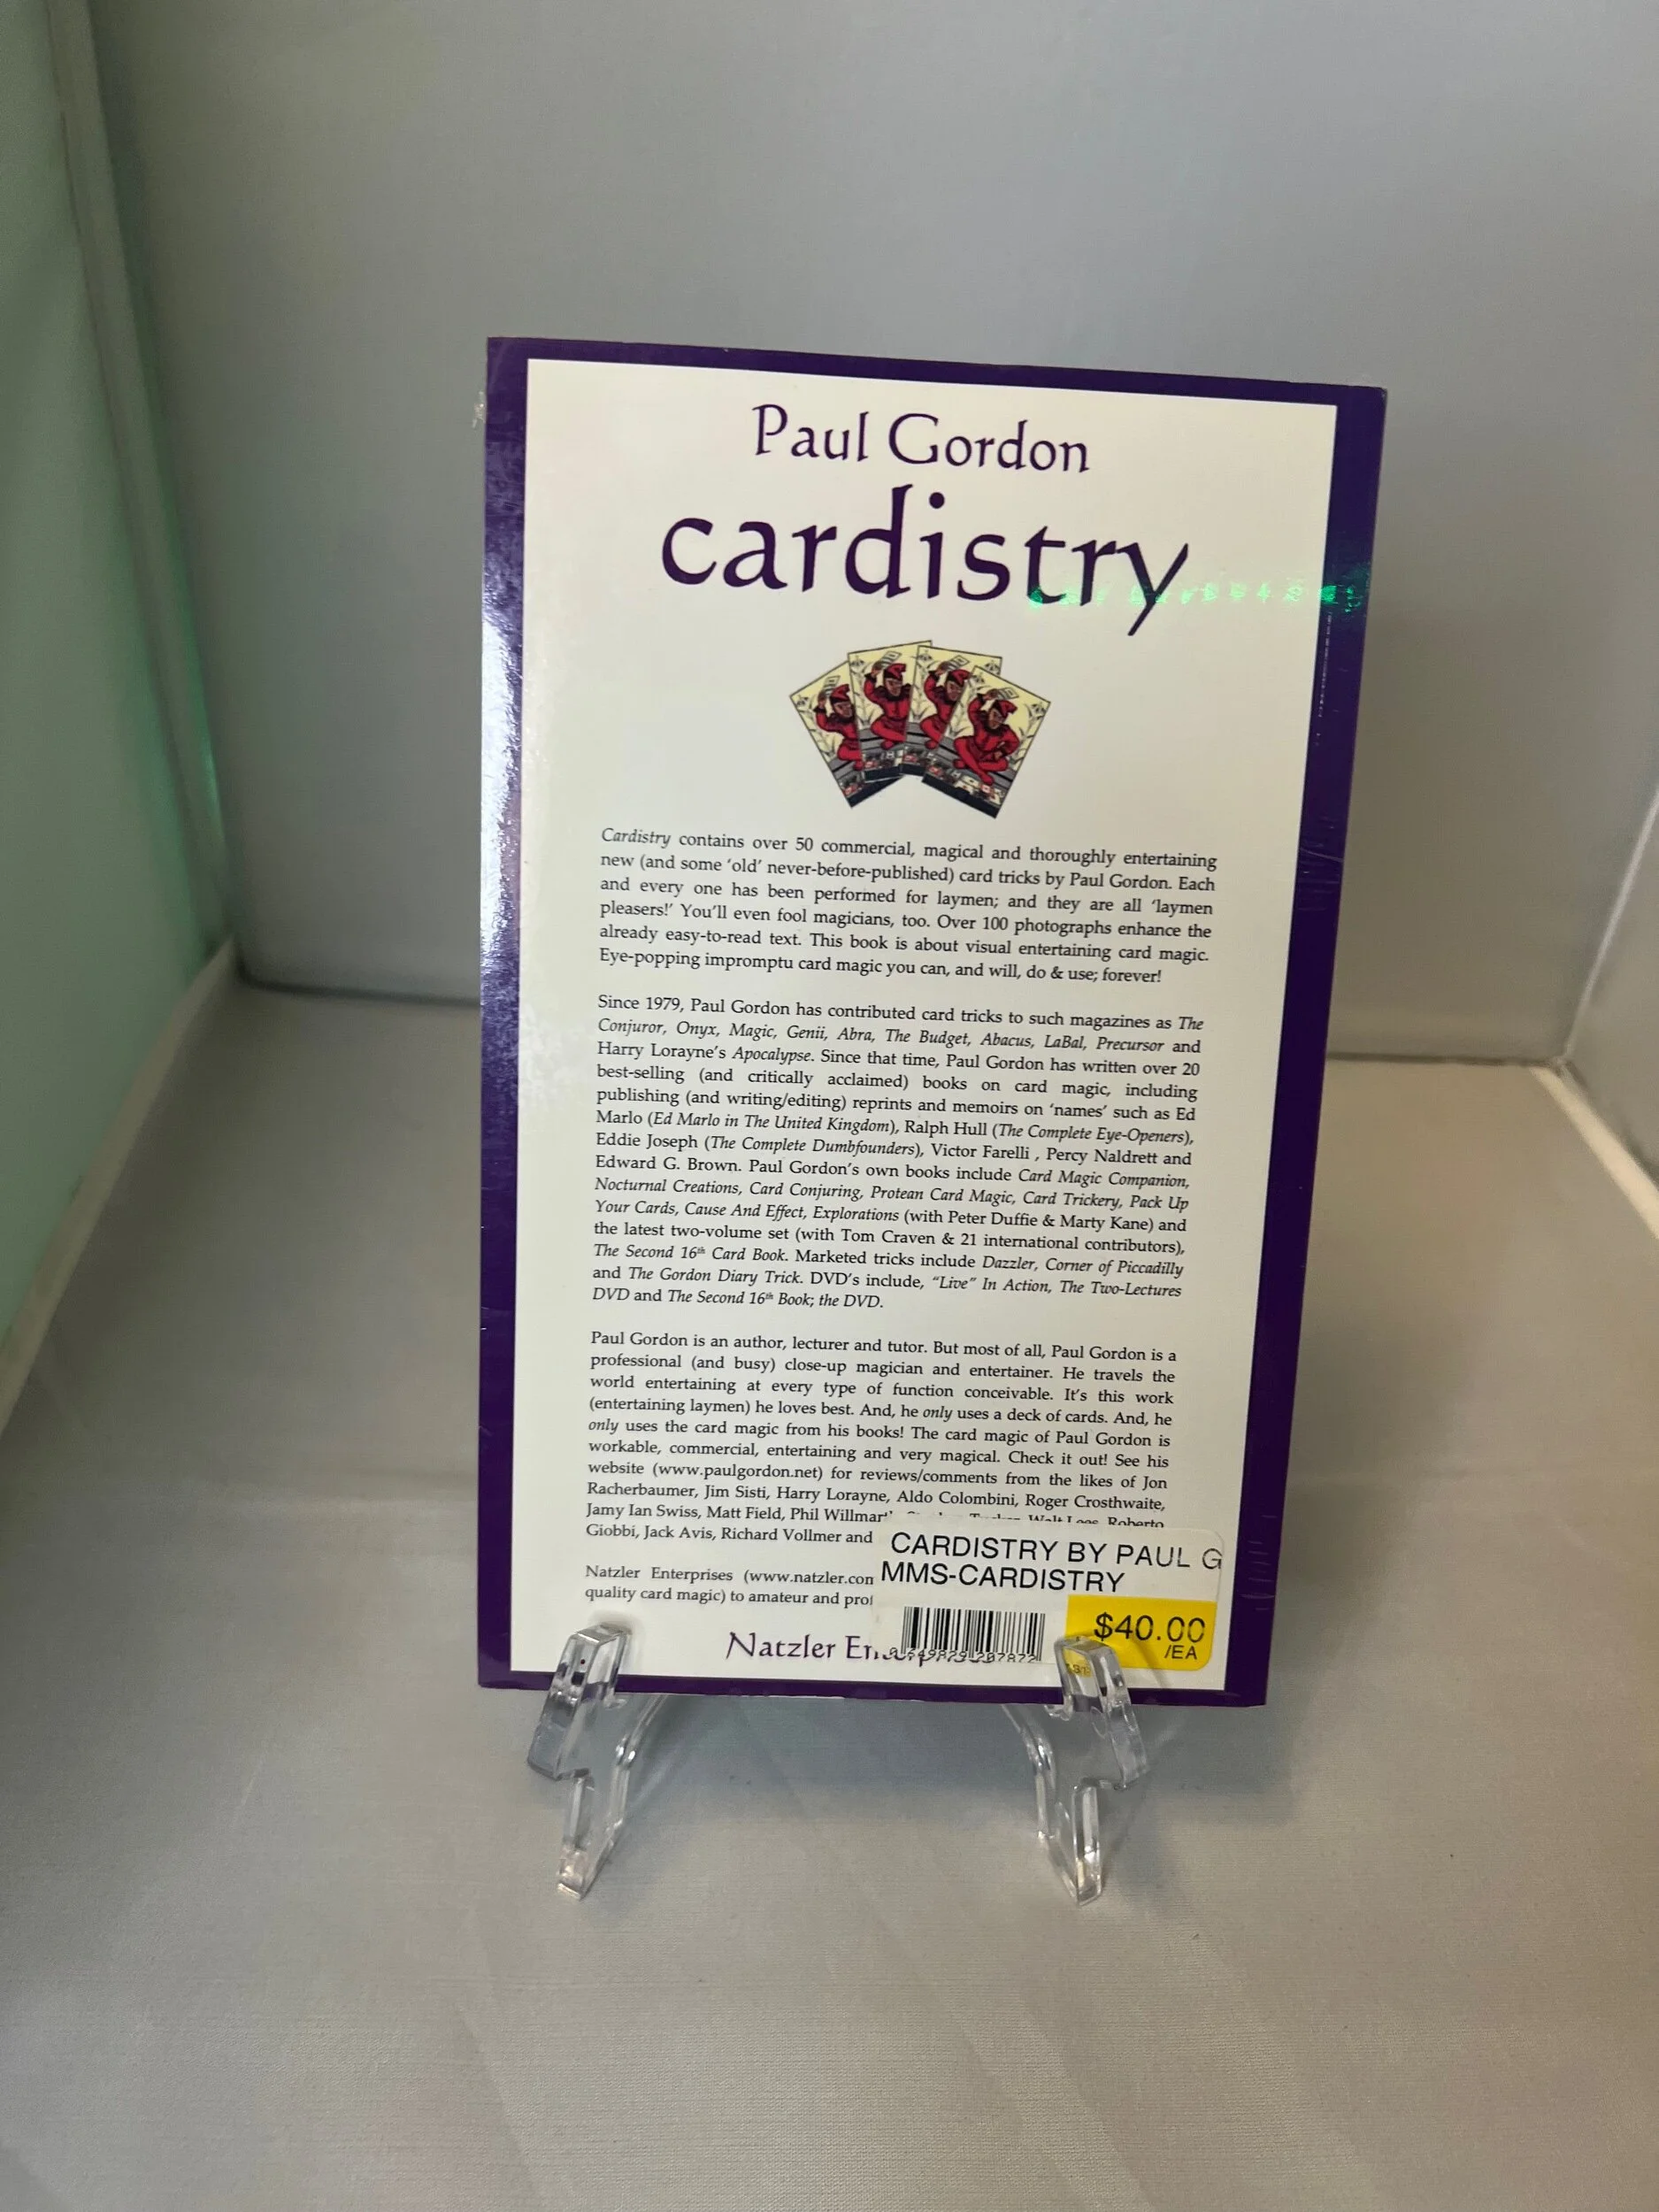 Paul Gordon
cardistry
Cardistry contains over 50 commercial, magical and thoroughly entertaining
new (and some ‘old’ never-before-published) card tricks by Paul Gordon. Each
and every one has been performed for laymen; and they are all ‘laymen
pleasers!’ You’ll even fool magicians, too. Over 100 photographs enhance the
already easy-to-read text. This book is about visual entertaining card magic.
Eye-popping impromptu card magic you can, and will, do & use; forever!
Since 1979, Paul Gordon has contributed card tricks to such magazines as The
Conjuror, Onyx, Magic, Genii, Abra, The Budget, Abacus, LaBal, Precursor and
Harry Lorayne’s Apocalypse. Since that time, Paul Gordon has written over 20
best-selling (and critically acclaimed) books on card magic, including
publishing (and writing/editing) reprints and memoirs on ‘names’ such as Ed
Marlo (Ed Marlo in The United Kingdom), Ralph Hull (The Complete Eye-Openers),
Eddie Joseph (The Complete Dumbfounders), Victor Farelli , Percy Naldrett and
Edward G. Brown. Paul Gordon’s own books include Card Magic Companion,
Nocturnal Creations, Card Conjuring, Protean Card Magic, Card Trickery, Pack Up
Your Cards, Cause And Effect, Explorations (with Peter Duffie & Marty Kane) and
the latest two-volume set (with Tom Craven & 21 international contributors),
The Second 16th Card Book. Marketed tricks include Dazzler, Corner of Piccadilly
and The Gordon Diary Trick. DVD’s include, “Live” In Action, The Two-Lectures
DVD and The Second 16th Book; the DVD.
Paul Gordon is an author, lecturer and tutor. But most of all, Paul Gordon is a
professional (and busy) close-up magician and entertainer. He travels the
world entertaining at every type of function conceivable. It’s this work
(entertaining laymen) he loves best. And, he only uses a deck of cards. And, he
only uses the card magic from his books! The card magic of Paul Gordon is
workable, commercial, entertaining and very magical. Check it out! See his
website (www.paulgordon.net) for reviews/comments from the likes of Jon
Racherbaumer, Jim Sisti, Harry Lorayne, Aldo Colombini, Roger Crosthwaite,
Jamy Ian Swiss, Matt Field, Phil Willmar Roberto
Giobbi, Jack Avis, Richard Vollmer and
Natzler Enterprises (www.natzler.com
quality card magic) to amateur and pro
Natzler
CARDISTRY BY PAUL G
MMS-CARDISTRY
$40.00
/EA